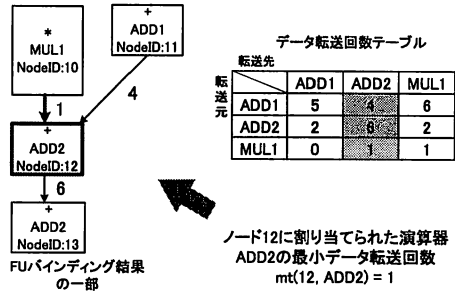 *
MUL1
NodeID:10
+
ADD1
NodeID:11
1
4
+
ADD2
NodeID:12
6
+
ADD2
NodeID:13
FUバインディング結果
の一部
データ転送回数テーブル
転送先
転送元
ADD1 ADD2 MUL1
ADD1 5 4 6
ADD2 2 6 2
MUL1 0 1 1
ノード12に割り当てられた演算器
ADD2の最小データ転送回数
mt(12, ADD2) = 1